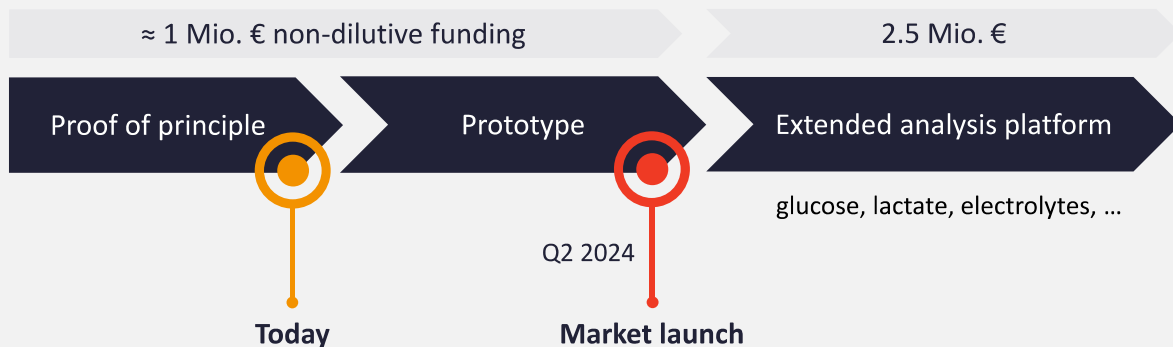 ≈ 1 Mio. € non-dilutive funding
2.5 Mio. €
Proof of principle
Prototype
Extended analysis platform
glucose, lactate, electrolytes, ...
Q2 2024
Today
Market launch